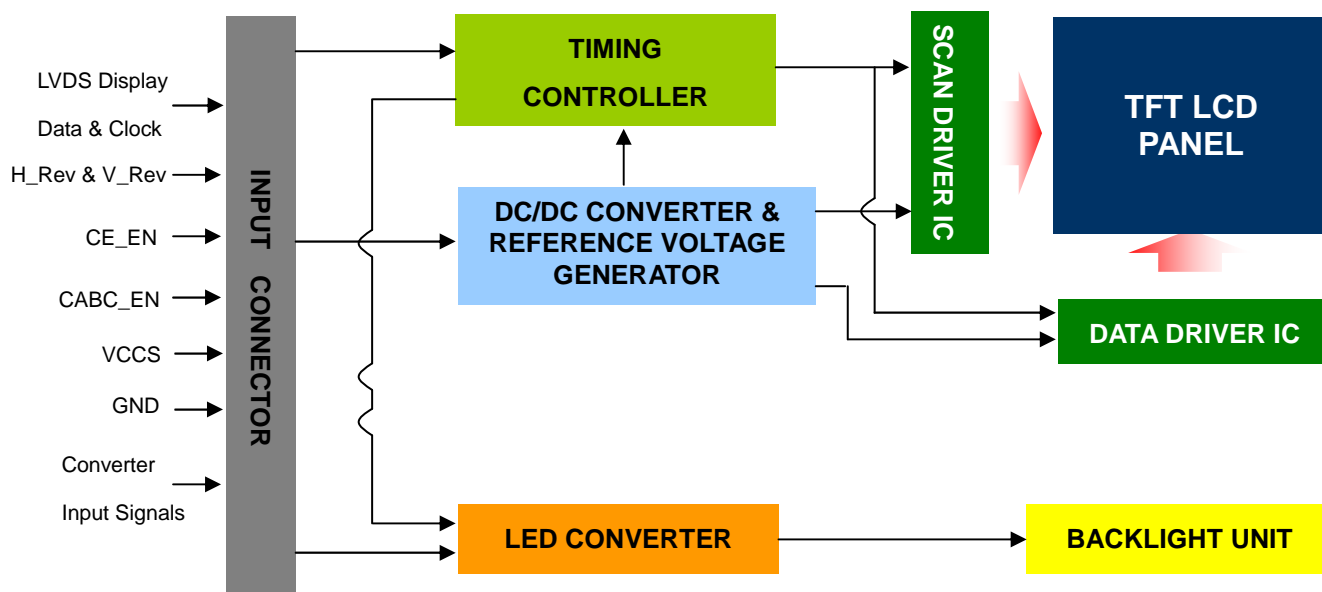 LVDS Display
Data & Clock
H_Rev & V_Rev
CE_EN
CABC_EN
VCCS
GND
Converter
Input Signals
INPUT CONNECTOR
TIMING
CONTROLLER
DC/DC CONVERTER &
REFERENCE VOLTAGE
GENERATOR
LED CONVERTER
SCAN DRIVER IC
TFT LCD
PANEL
DATA DRIVER IC
BACKLIGHT UNIT